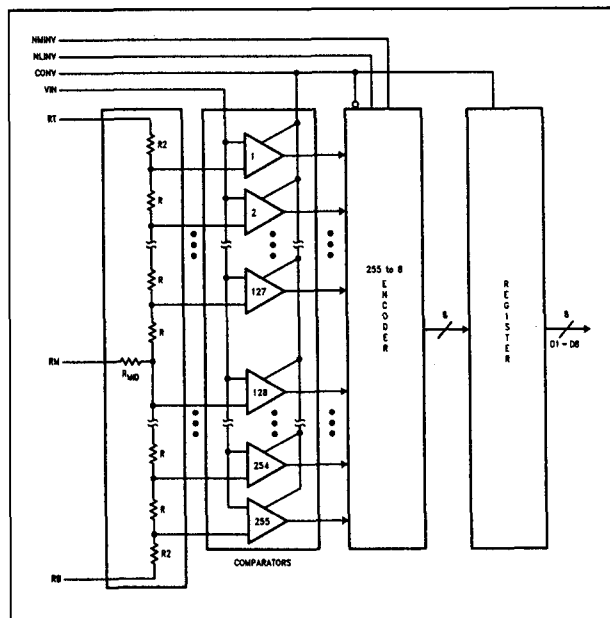 NMINV
NLINV
CONV
VIN
RT
R2
R
R
R
RM
RMID
R
R
R2
RB
1
2
127
128
254
255
COMPARATORS
255 to 8
ENCODER
8
REGISTER
8
D1 - D8